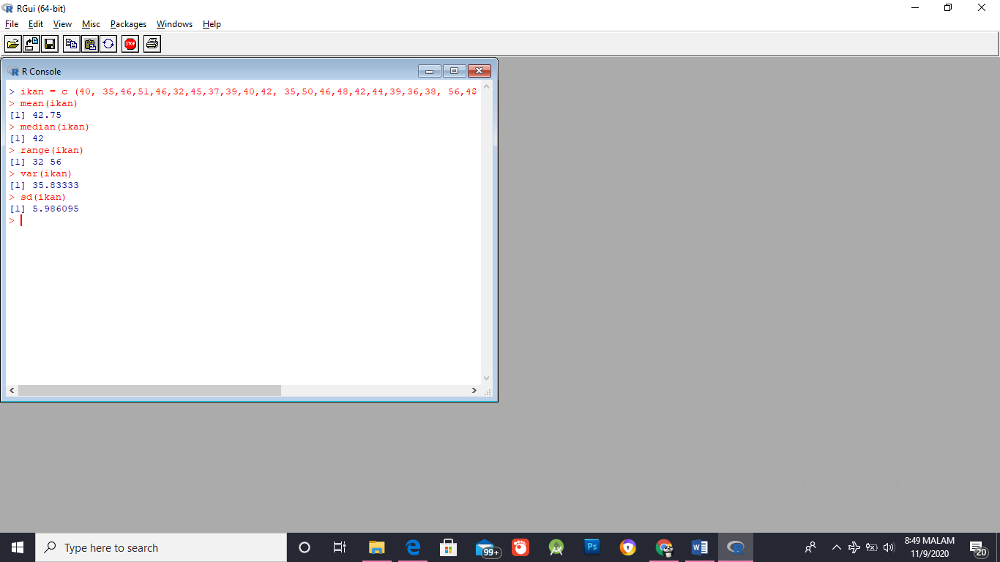 RGui (64-bit)
File Edit View Misc Packages Windows Help
STOP
R Console
> ikan = c (40, 35,46,51,46,32,45,37,39,40,42, 35,50,46,48,42,44,39,36,38, 56,4$
> mean(ikan)
[1] 42.75
> median(ikan)
[1] 42
> range(ikan)
[1] 32 56
> var(ikan)
[1] 35.83333
> sd(ikan)
[1] 5.986095
>
Type here to search
99+
Ps
8:49 MALAM
11/9/2020
20